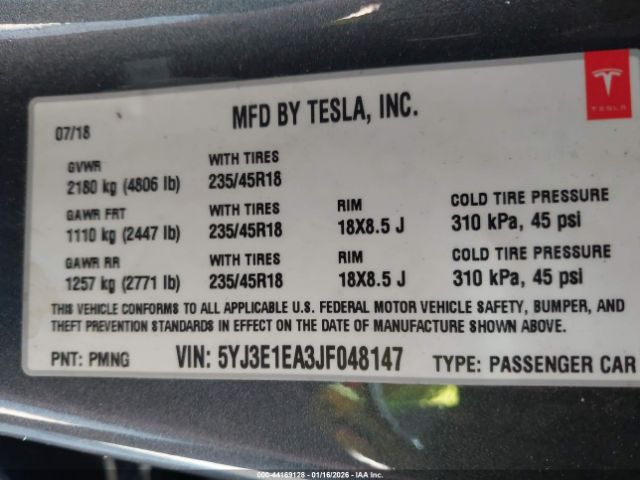 MFD BY TESLA, INC.
TESLA
07/18
GVWR WITH TIRES
2180 kg (4806 lb) 235/45R18
GAWR FRT WITH TIRES RIM COLD TIRE PRESSURE
1110 kg (2447 lb) 235/45R18 18X8.5 J 310 kPa, 45 psi
GAWR RR WITH TIRES RIM COLD TIRE PRESSURE
1257 kg (2771 lb) 235/45R18 18X8.5 J 310 kPa, 45 psi
THIS VEHICLE CONFORMS TO ALL APPLICABLE U.S. FEDERAL MOTOR VEHICLE SAFETY, BUMPER, AND
THEFT PREVENTION STANDARDS IN EFFECT ON THE DATE OF MANUFACTURE SHOWN ABOVE.
PNT: PMNG VIN: 5YJ3E1EA3JF048147 TYPE: PASSENGER CAR
000-44169128 - 01/16/2026 - IAAI.COM